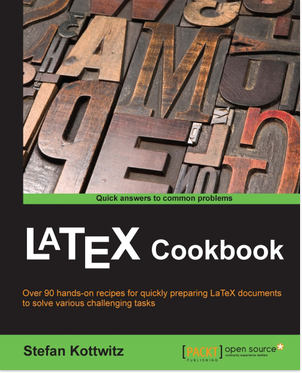 Quick answers to common problems
LATEX Cookbook
Over 90 hands-on recipes for quickly preparing LaTeX documents
to solve various challenging tasks
Stefan Kottwitz
[PACKT] open source*
PUBLISHING